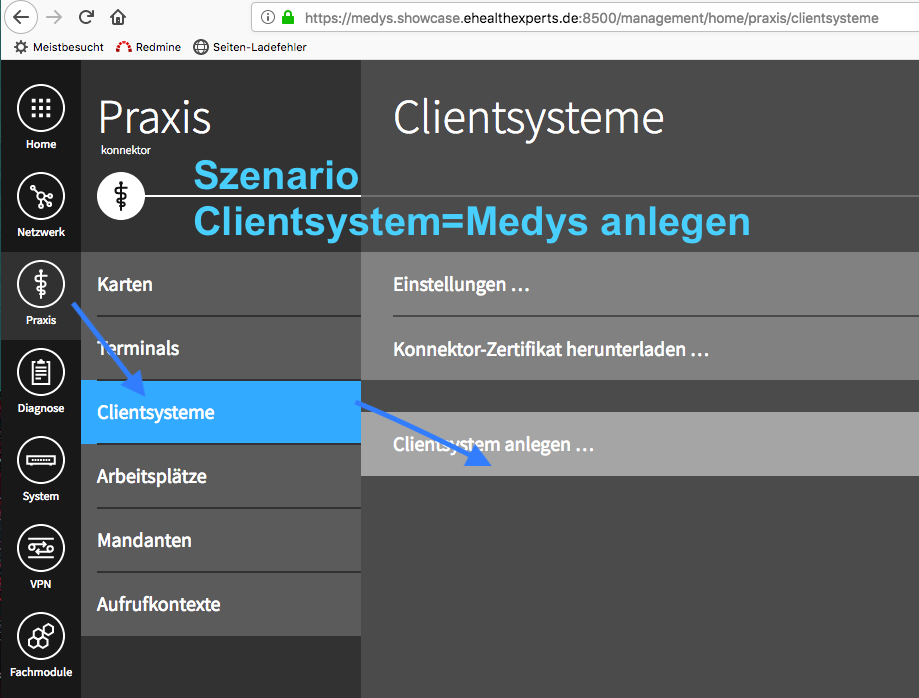 https://medys.showcase.ehealthexperts.de:8500/management/home/praxis/clientsysteme
Meistbesucht Redmine Seiten-Ladefehler
Home
Netzwerk
Praxis
Diagnose
System
VPN
Fachmodule
Praxis
konnektor
Karten
Terminals
Clientsysteme
Arbeitsplätze
Mandanten
Aufrufkontexte
Clientsysteme
Szenario
Clientsystem=Medys anlegen
Einstellungen ...
Konnektor-Zertifikat herunterladen ...
Clientsystem anlegen ...